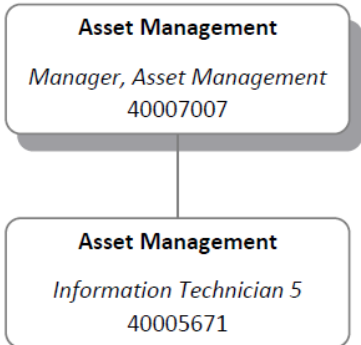 Asset Management
Manager, Asset Management
40007007
Asset Management
Information Technician 5
40005671